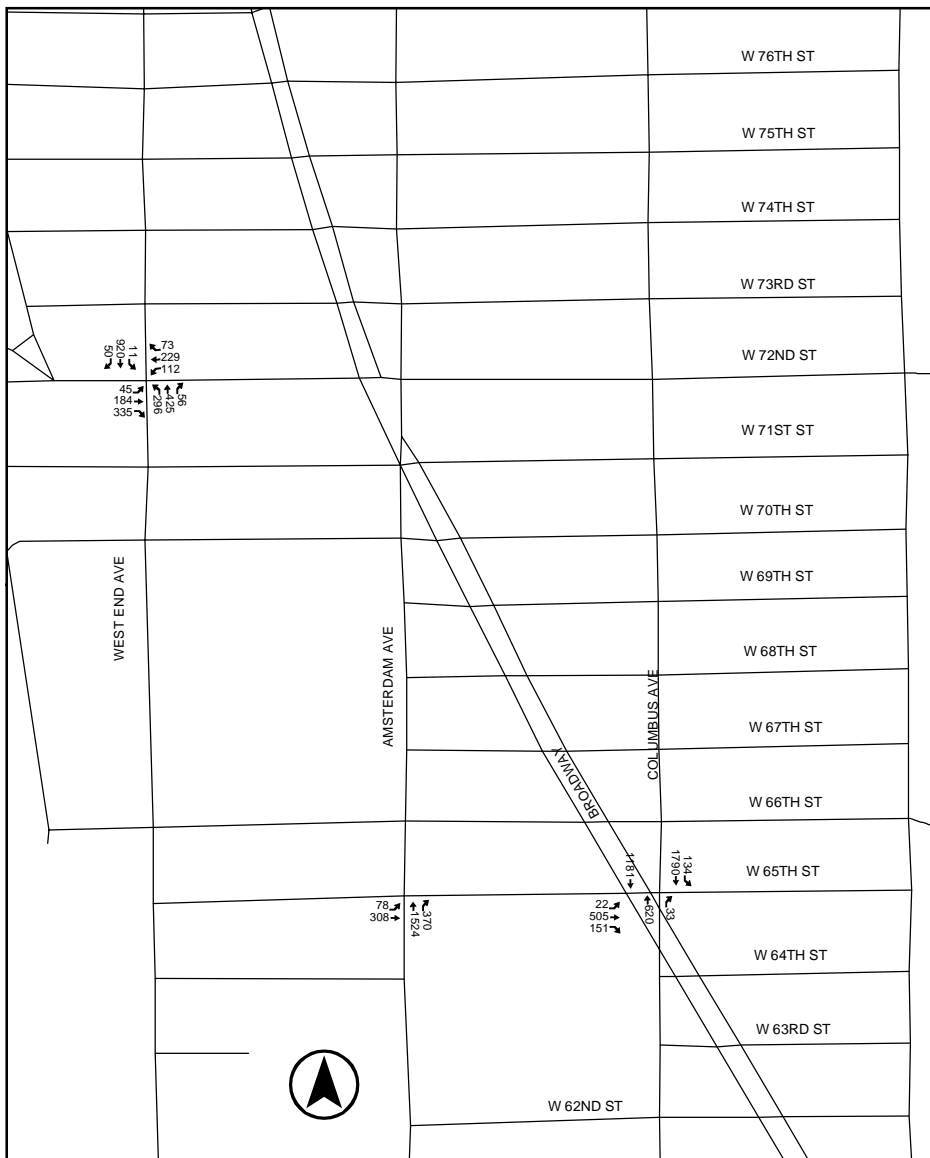 W 76TH ST
W 75TH ST
W 74TH ST
W 73RD ST
50
920
11
73
229
112
W 72ND ST
45
184
335
296
425
56
W 71ST ST
W 70TH ST
WEST END AVE
W 69TH ST
AMSTERDAM AVE
W 68TH ST
COLUMBUS AVE
W 67TH ST
BROADWAY
W 66TH ST
1181
1790
134
W 65TH ST
78
308
1524
370
22
505
151
620
33
W 64TH ST
W 63RD ST
W 62ND ST